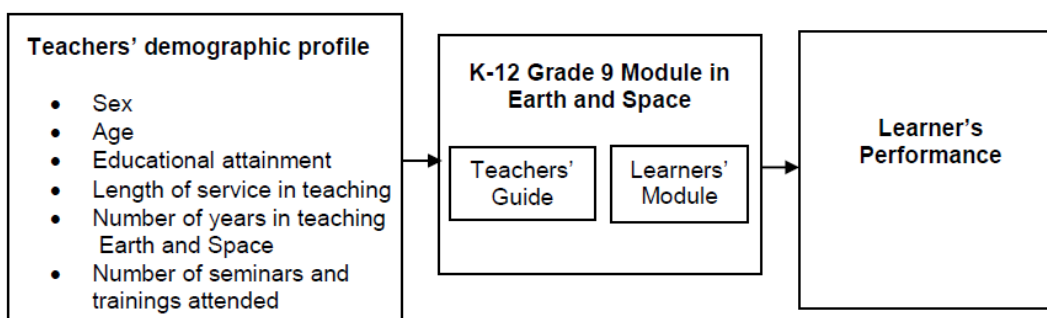 Teachers’ demographic profile
• Sex
• Age
• Educational attainment
• Length of service in teaching
• Number of years in teaching
Earth and Space
• Number of seminars and
trainings attended
K-12 Grade 9 Module in
Earth and Space
Teachers’
Guide
Learners’
Module
Learner’s
Performance